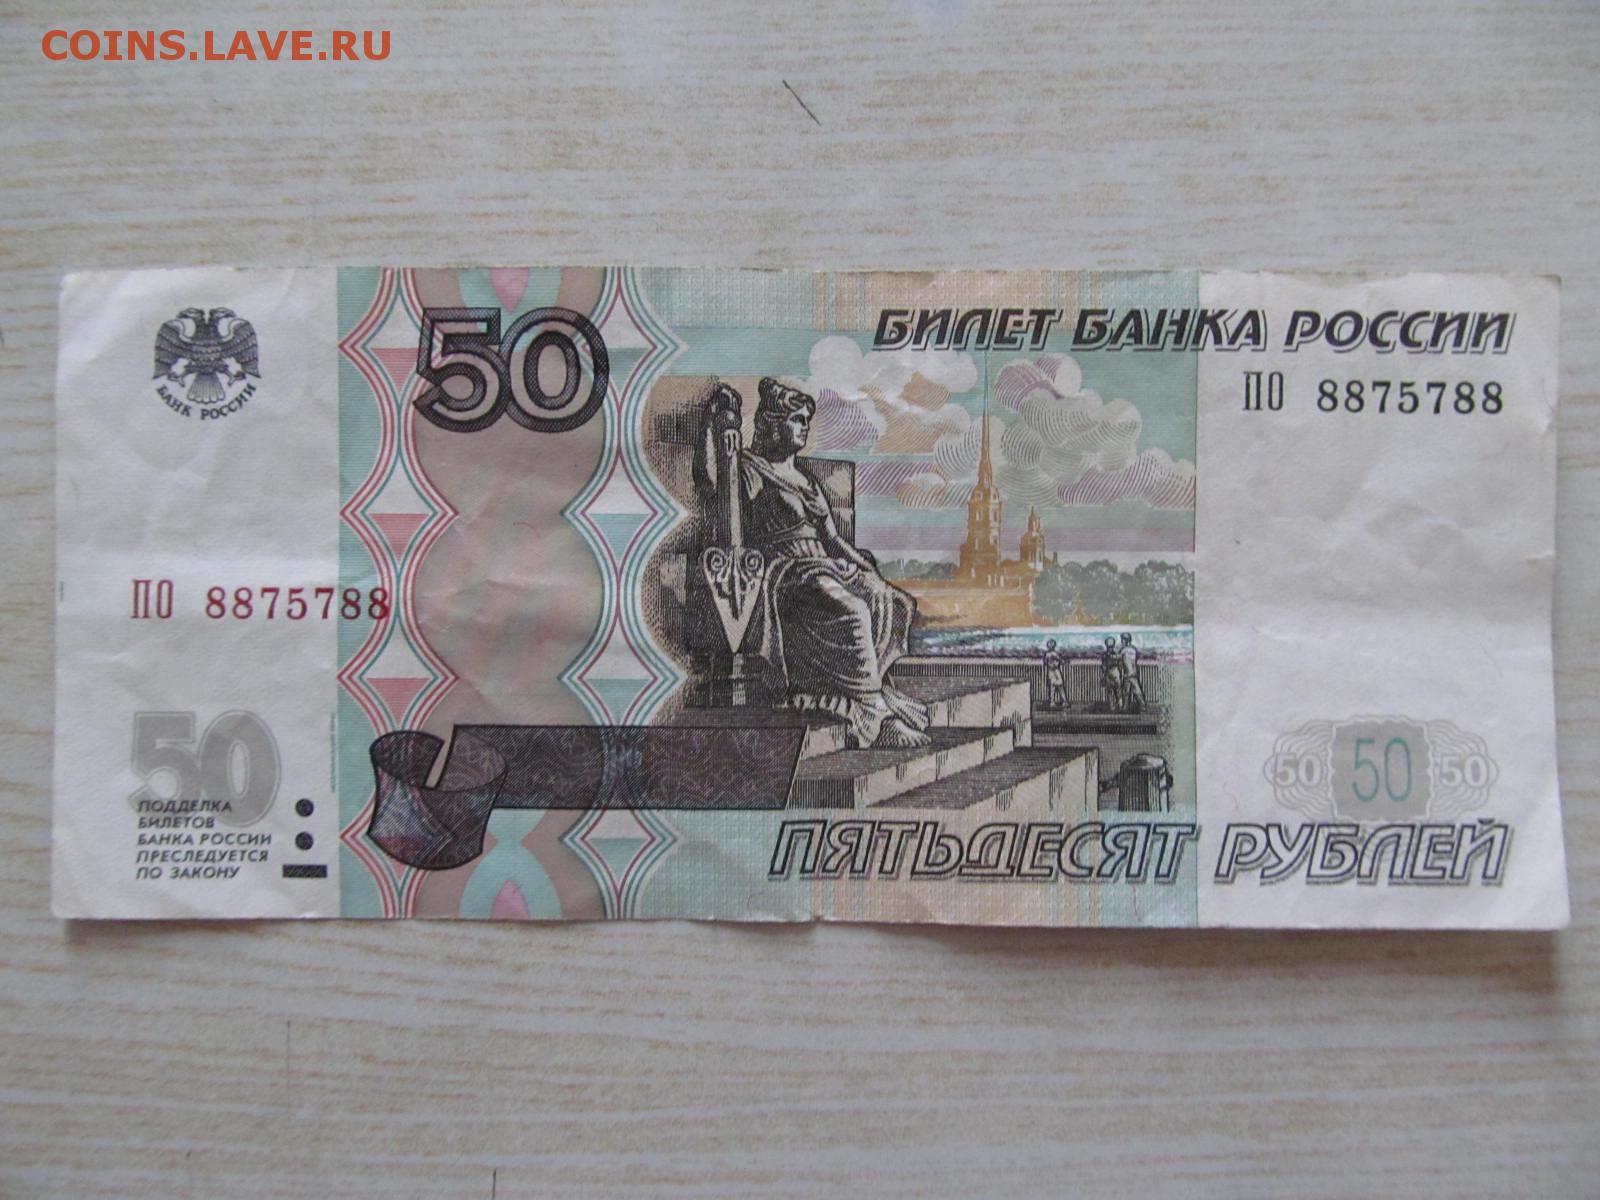 COINS.LAVE.RU
50
БИЛЕТ БАНКА РОССИИ
БАНК РОССИИ
ПО 8875788
ПО 8875788
50
ПОДДЕЛКА
БИЛЕТОВ
БАНКА РОССИИ
ПРЕСЛЕДУЕТСЯ
ПО ЗАКОНУ
50 50 50
ПЯТЬДЕСЯТ РУБЛЕЙ